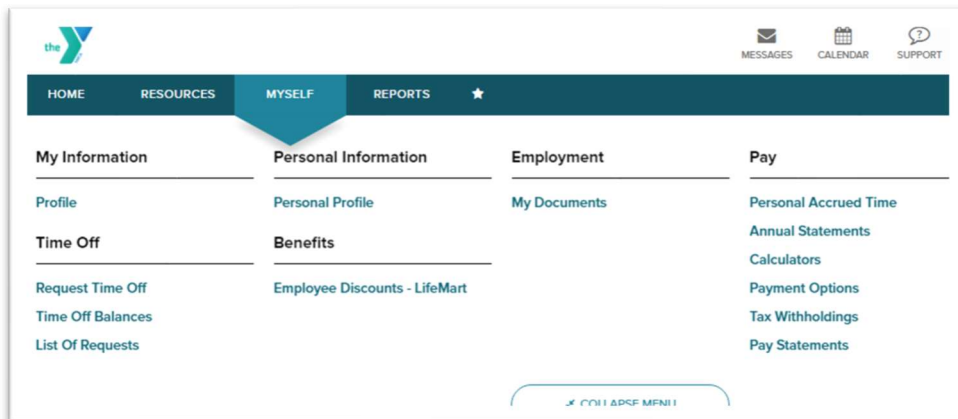 the Y
MESSAGES CALENDAR SUPPORT
HOME RESOURCES MYSELF REPORTS
My Information
Profile
Time Off
Request Time Off
Time Off Balances
List Of Requests
Personal Information
Personal Profile
Benefits
Employee Discounts - LifeMart
Employment
My Documents
Pay
Personal Accrued Time
Annual Statements
Calculators
Payment Options
Tax Withholdings
Pay Statements
COLLAPSE MENU